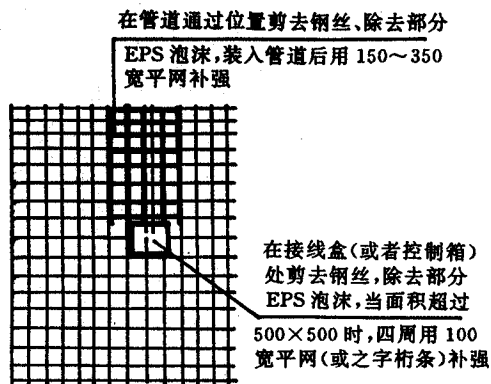 在管道通过位置剪去钢丝、除去部分
EPS 泡沫,装入管道后用 150～350
宽平网补强
在接线盒(或者控制箱)
处剪去钢丝,除去部分
EPS 泡沫,当面积超过
500×500 时,四周用 100
宽平网(或之字桁条)补强